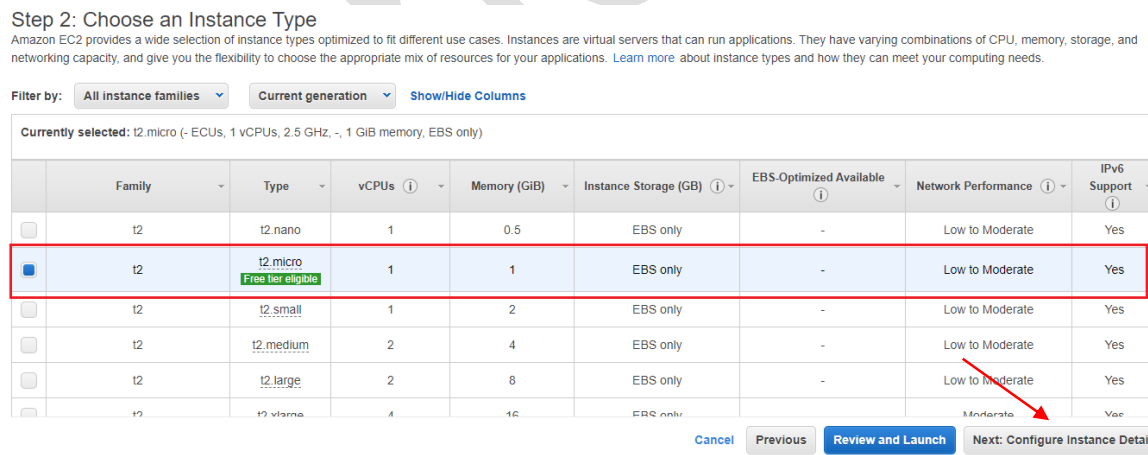 Step 2: Choose an Instance Type
Amazon EC2 provides a wide selection of instance types optimized to fit different use cases. Instances are virtual servers that can run applications. They have varying combinations of CPU, memory, storage, and
networking capacity, and give you the flexibility to choose the appropriate mix of resources for your applications. Learn more about instance types and how they can meet your computing needs.
Filter by: All instance families Current generation Show/Hide Columns
Currently selected: t2.micro (- ECUs, 1 vCPUs, 2.5 GHz, -, 1 GiB memory, EBS only)
Family Type vCPUs i Memory (GiB) Instance Storage (GB) i EBS-Optimized Available i Network Performance i IPv6 Support i
t2 t2.nano 1 0.5 EBS only - Low to Moderate Yes
t2 t2.micro 1 1 EBS only - Low to Moderate Yes
Free tier eligible
t2 t2.small 1 2 EBS only - Low to Moderate Yes
t2 t2.medium 2 4 EBS only - Low to Moderate Yes
t2 t2.large 2 8 EBS only - Low to Moderate Yes
t2 t2.xlarge 4 16 EBS only Moderate Yes
Cancel Previous Review and Launch Next: Configure Instance Detai